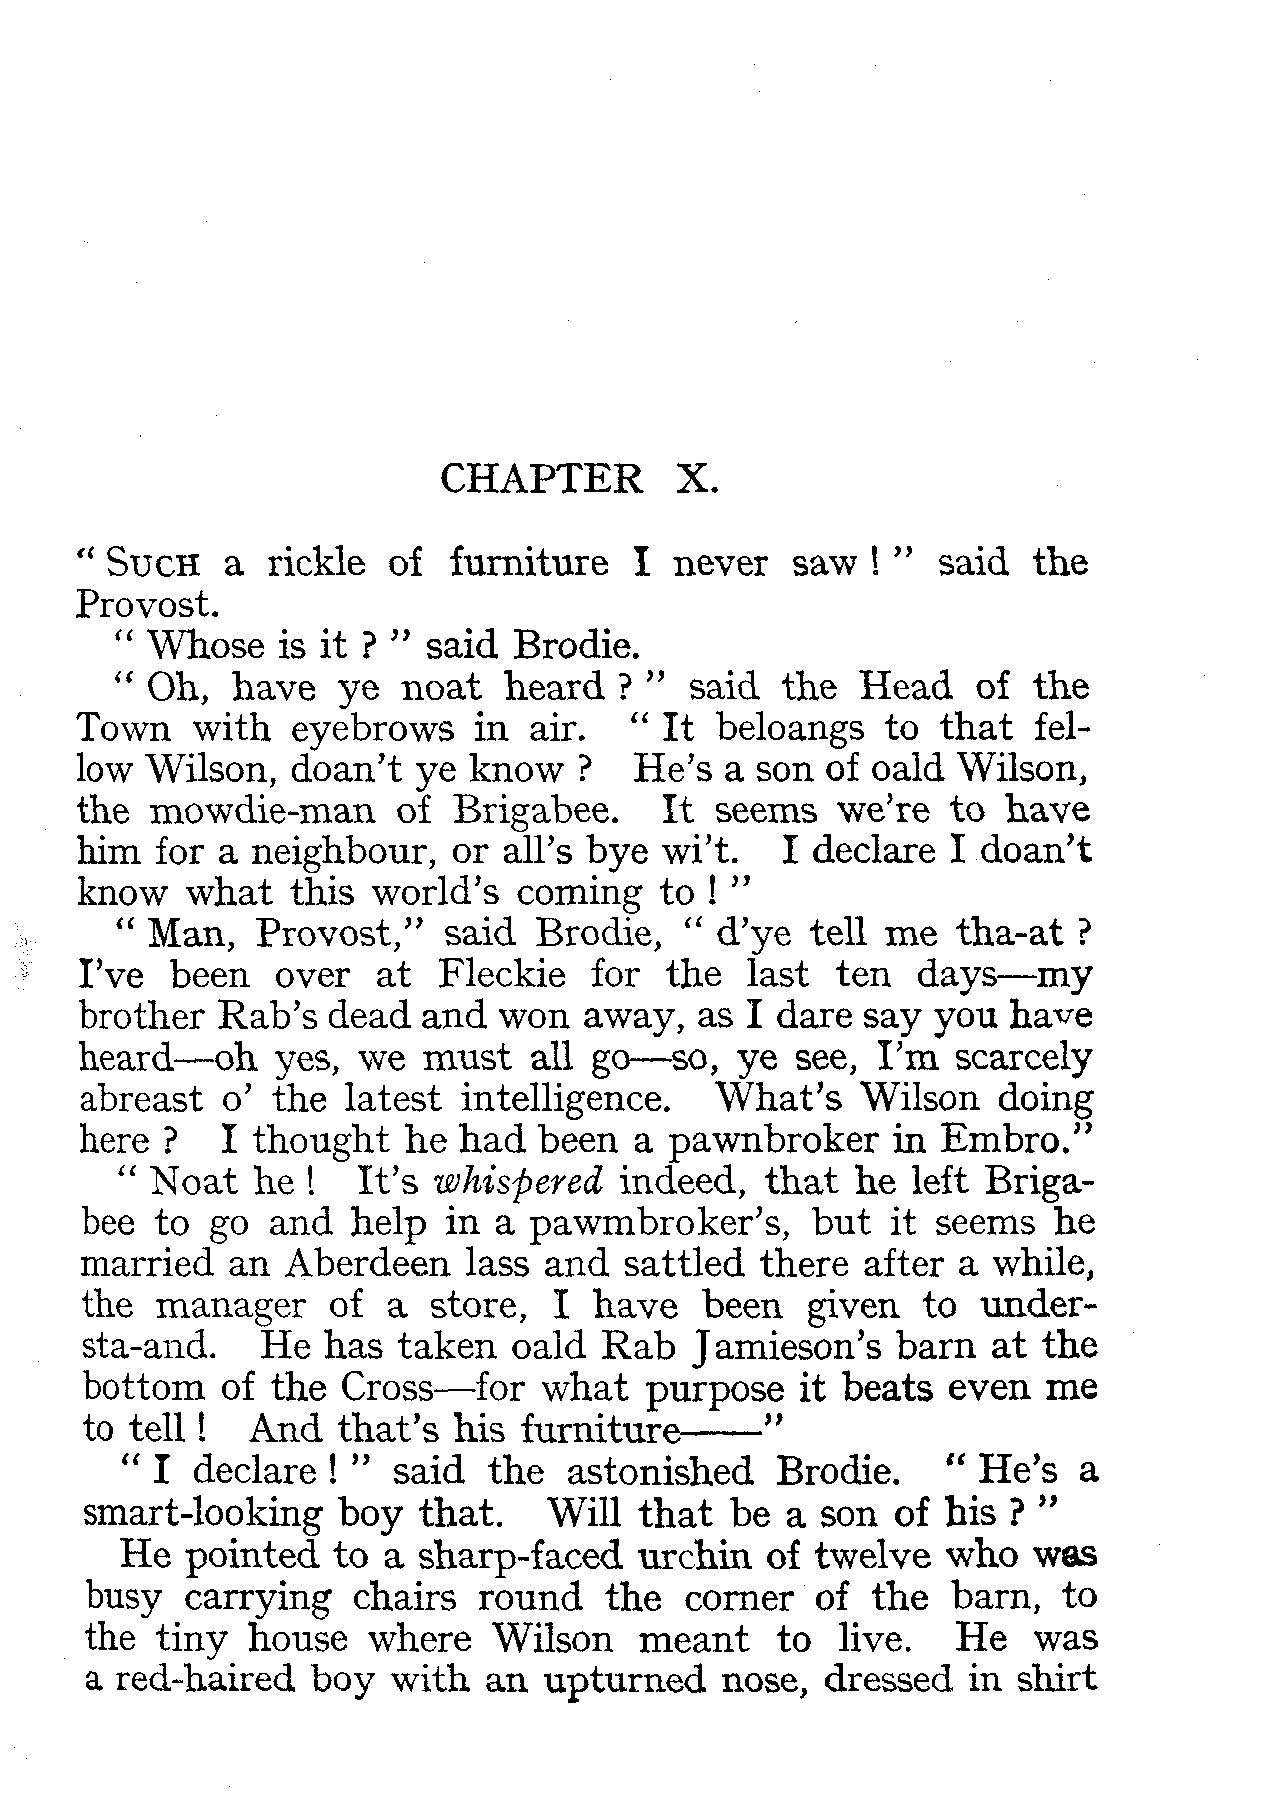 CHAPTER X.
“ SUCH a rickle of furniture I never saw ! ” said the
Provost.
“ Whose is it ? ” said Brodie.
“ Oh, have ye noat heard ? ” said the Head of the
Town with eyebrows in air. “ It beloangs to that fel-
low Wilson, doan't ye know ? He's a son of oald Wilson,
the mowdie-man of Brigabee. It seems we're to have
him for a neighbour, or all's bye wi't. I declare I doan't
know what this world's coming to ! ”
“ Man, Provost,” said Brodie, “ d'ye tell me tha-at ?
I've been over at Fleckie for the last ten days—my
brother Rab's dead and won away, as I dare say you have
heard—oh yes, we must all go—so, ye see, I'm scarcely
abreast o' the latest intelligence. What's Wilson doing
here ? I thought he had been a pawnbroker in Embro.”
“ Noat he ! It's whispered indeed, that he left Briga-
bee to go and help in a pawmbroker's, but it seems he
married an Aberdeen lass and sattled there after a while,
the manager of a store, I have been given to under-
sta-and. He has taken oald Rab Jamieson's barn at the
bottom of the Cross—for what purpose it beats even me
to tell ! And that's his furniture——”
“ I declare ! ” said the astonished Brodie. “ He's a
smart-looking boy that. Will that be a son of his ? ”
He pointed to a sharp-faced urchin of twelve who was
busy carrying chairs round the corner of the barn, to
the tiny house where Wilson meant to live. He was
a red-haired boy with an upturned nose, dressed in shirt